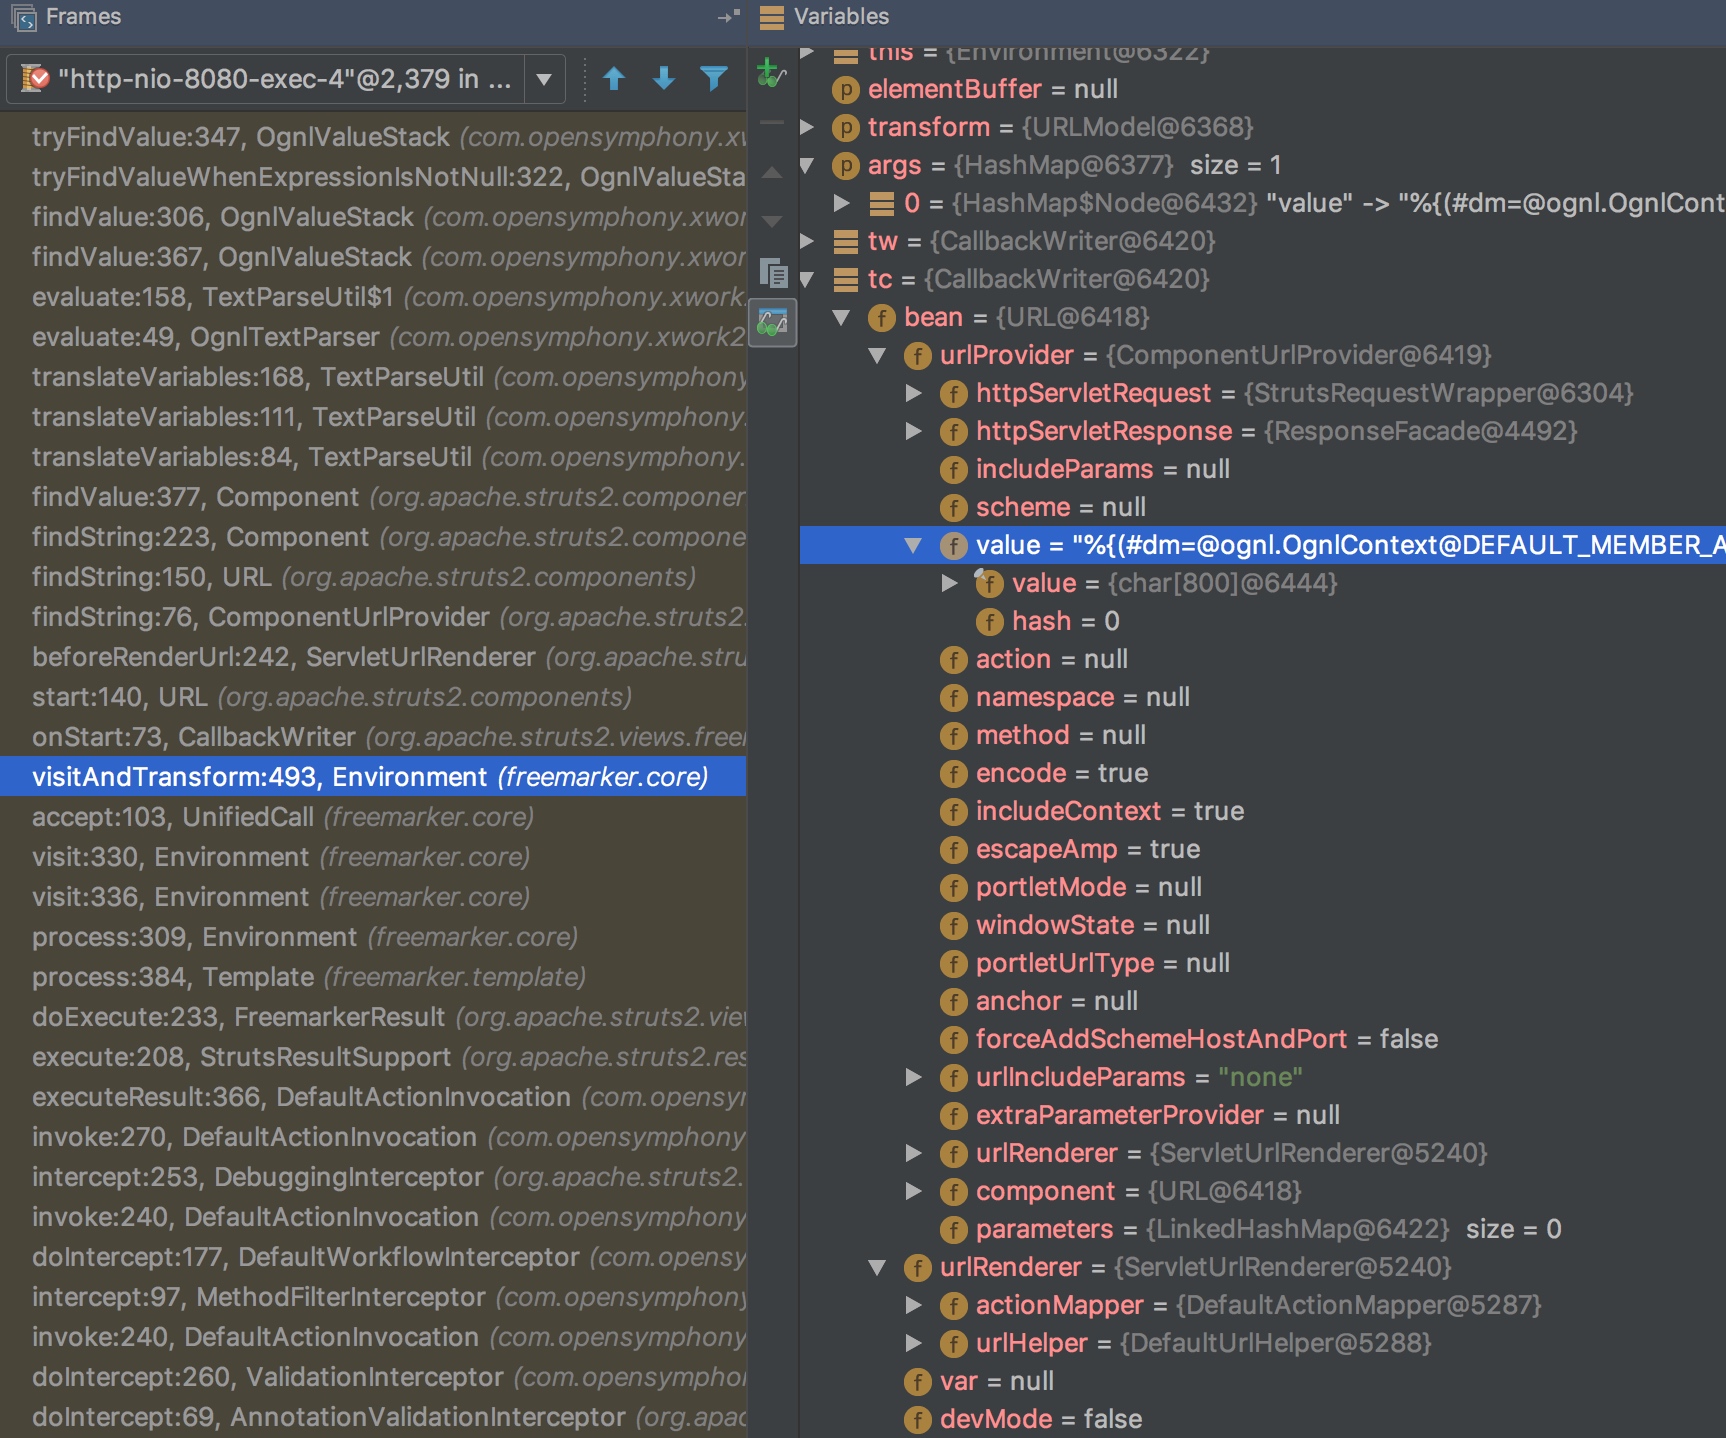 Frames
"http-nio-8080-exec-4"@2,379 in ...
tryFindValue:347, OgnlValueStack (com.opensymphony.xw
tryFindValueWhenExpressionIsNotNull:322, OgnlValueSta
findValue:306, OgnlValueStack (com.opensymphony.xwor
findValue:367, OgnlValueStack (com.opensymphony.xwor
evaluate:158, TextParseUtil$1 (com.opensymphony.xwork
evaluate:49, OgnlTextParser (com.opensymphony.xwork2
translateVariables:168, TextParseUtil (com.opensymphony
translateVariables:111, TextParseUtil (com.opensymphony.
translateVariables:84, TextParseUtil (com.opensymphony.
findValue:377, Component (org.apache.struts2.componen
findString:223, Component (org.apache.struts2.compone
findString:150, URL (org.apache.struts2.components)
findString:76, ComponentUrlProvider (org.apache.struts2.
beforeRenderUrl:242, ServletUrlRenderer (org.apache.stru
start:140, URL (org.apache.struts2.components)
onStart:73, CallbackWriter (org.apache.struts2.views.freei
visitAndTransform:493, Environment (freemarker.core)
accept:103, UnifiedCall (freemarker.core)
visit:330, Environment (freemarker.core)
visit:336, Environment (freemarker.core)
process:309, Environment (freemarker.core)
process:384, Template (freemarker.template)
doExecute:233, FreemarkerResult (org.apache.struts2.view
execute:208, StrutsResultSupport (org.apache.struts2.res
executeResult:366, DefaultActionInvocation (com.opensyr
invoke:270, DefaultActionInvocation (com.opensymphony
intercept:253, DebuggingInterceptor (org.apache.struts2.
invoke:240, DefaultActionInvocation (com.opensymphony
doIntercept:177, DefaultWorkflowInterceptor (com.opensy
intercept:97, MethodFilterInterceptor (com.opensymphony
invoke:240, DefaultActionInvocation (com.opensymphony
doIntercept:260, ValidationInterceptor (com.opensymphoi
doIntercept:69, AnnotationValidationInterceptor (org.apac
Variables
this = {Environment@6322}
elementBuffer = null
transform = {URLModel@6368}
args = {HashMap@6377} size = 1
0 = {HashMap$Node@6432} "value" -> "%{(#dm=@ognl.OgnlCont
tw = {CallbackWriter@6420}
tc = {CallbackWriter@6420}
bean = {URL@6418}
urlProvider = {ComponentUrlProvider@6419}
httpServletRequest = {StrutsRequestWrapper@6304}
httpServletResponse = {ResponseFacade@4492}
includeParams = null
scheme = null
value = "%{(#dm=@ognl.OgnlContext@DEFAULT_MEMBER_A
value = {char[800]@6444}
hash = 0
action = null
namespace = null
method = null
encode = true
includeContext = true
escapeAmp = true
portletMode = null
windowState = null
portletUrlType = null
anchor = null
forceAddSchemeHostAndPort = false
urlIncludeParams = "none"
extraParameterProvider = null
urlRenderer = {ServletUrlRenderer@5240}
component = {URL@6418}
parameters = {LinkedHashMap@6422} size = 0
urlRenderer = {ServletUrlRenderer@5240}
actionMapper = {DefaultActionMapper@5287}
urlHelper = {DefaultUrlHelper@5288}
var = null
devMode = false